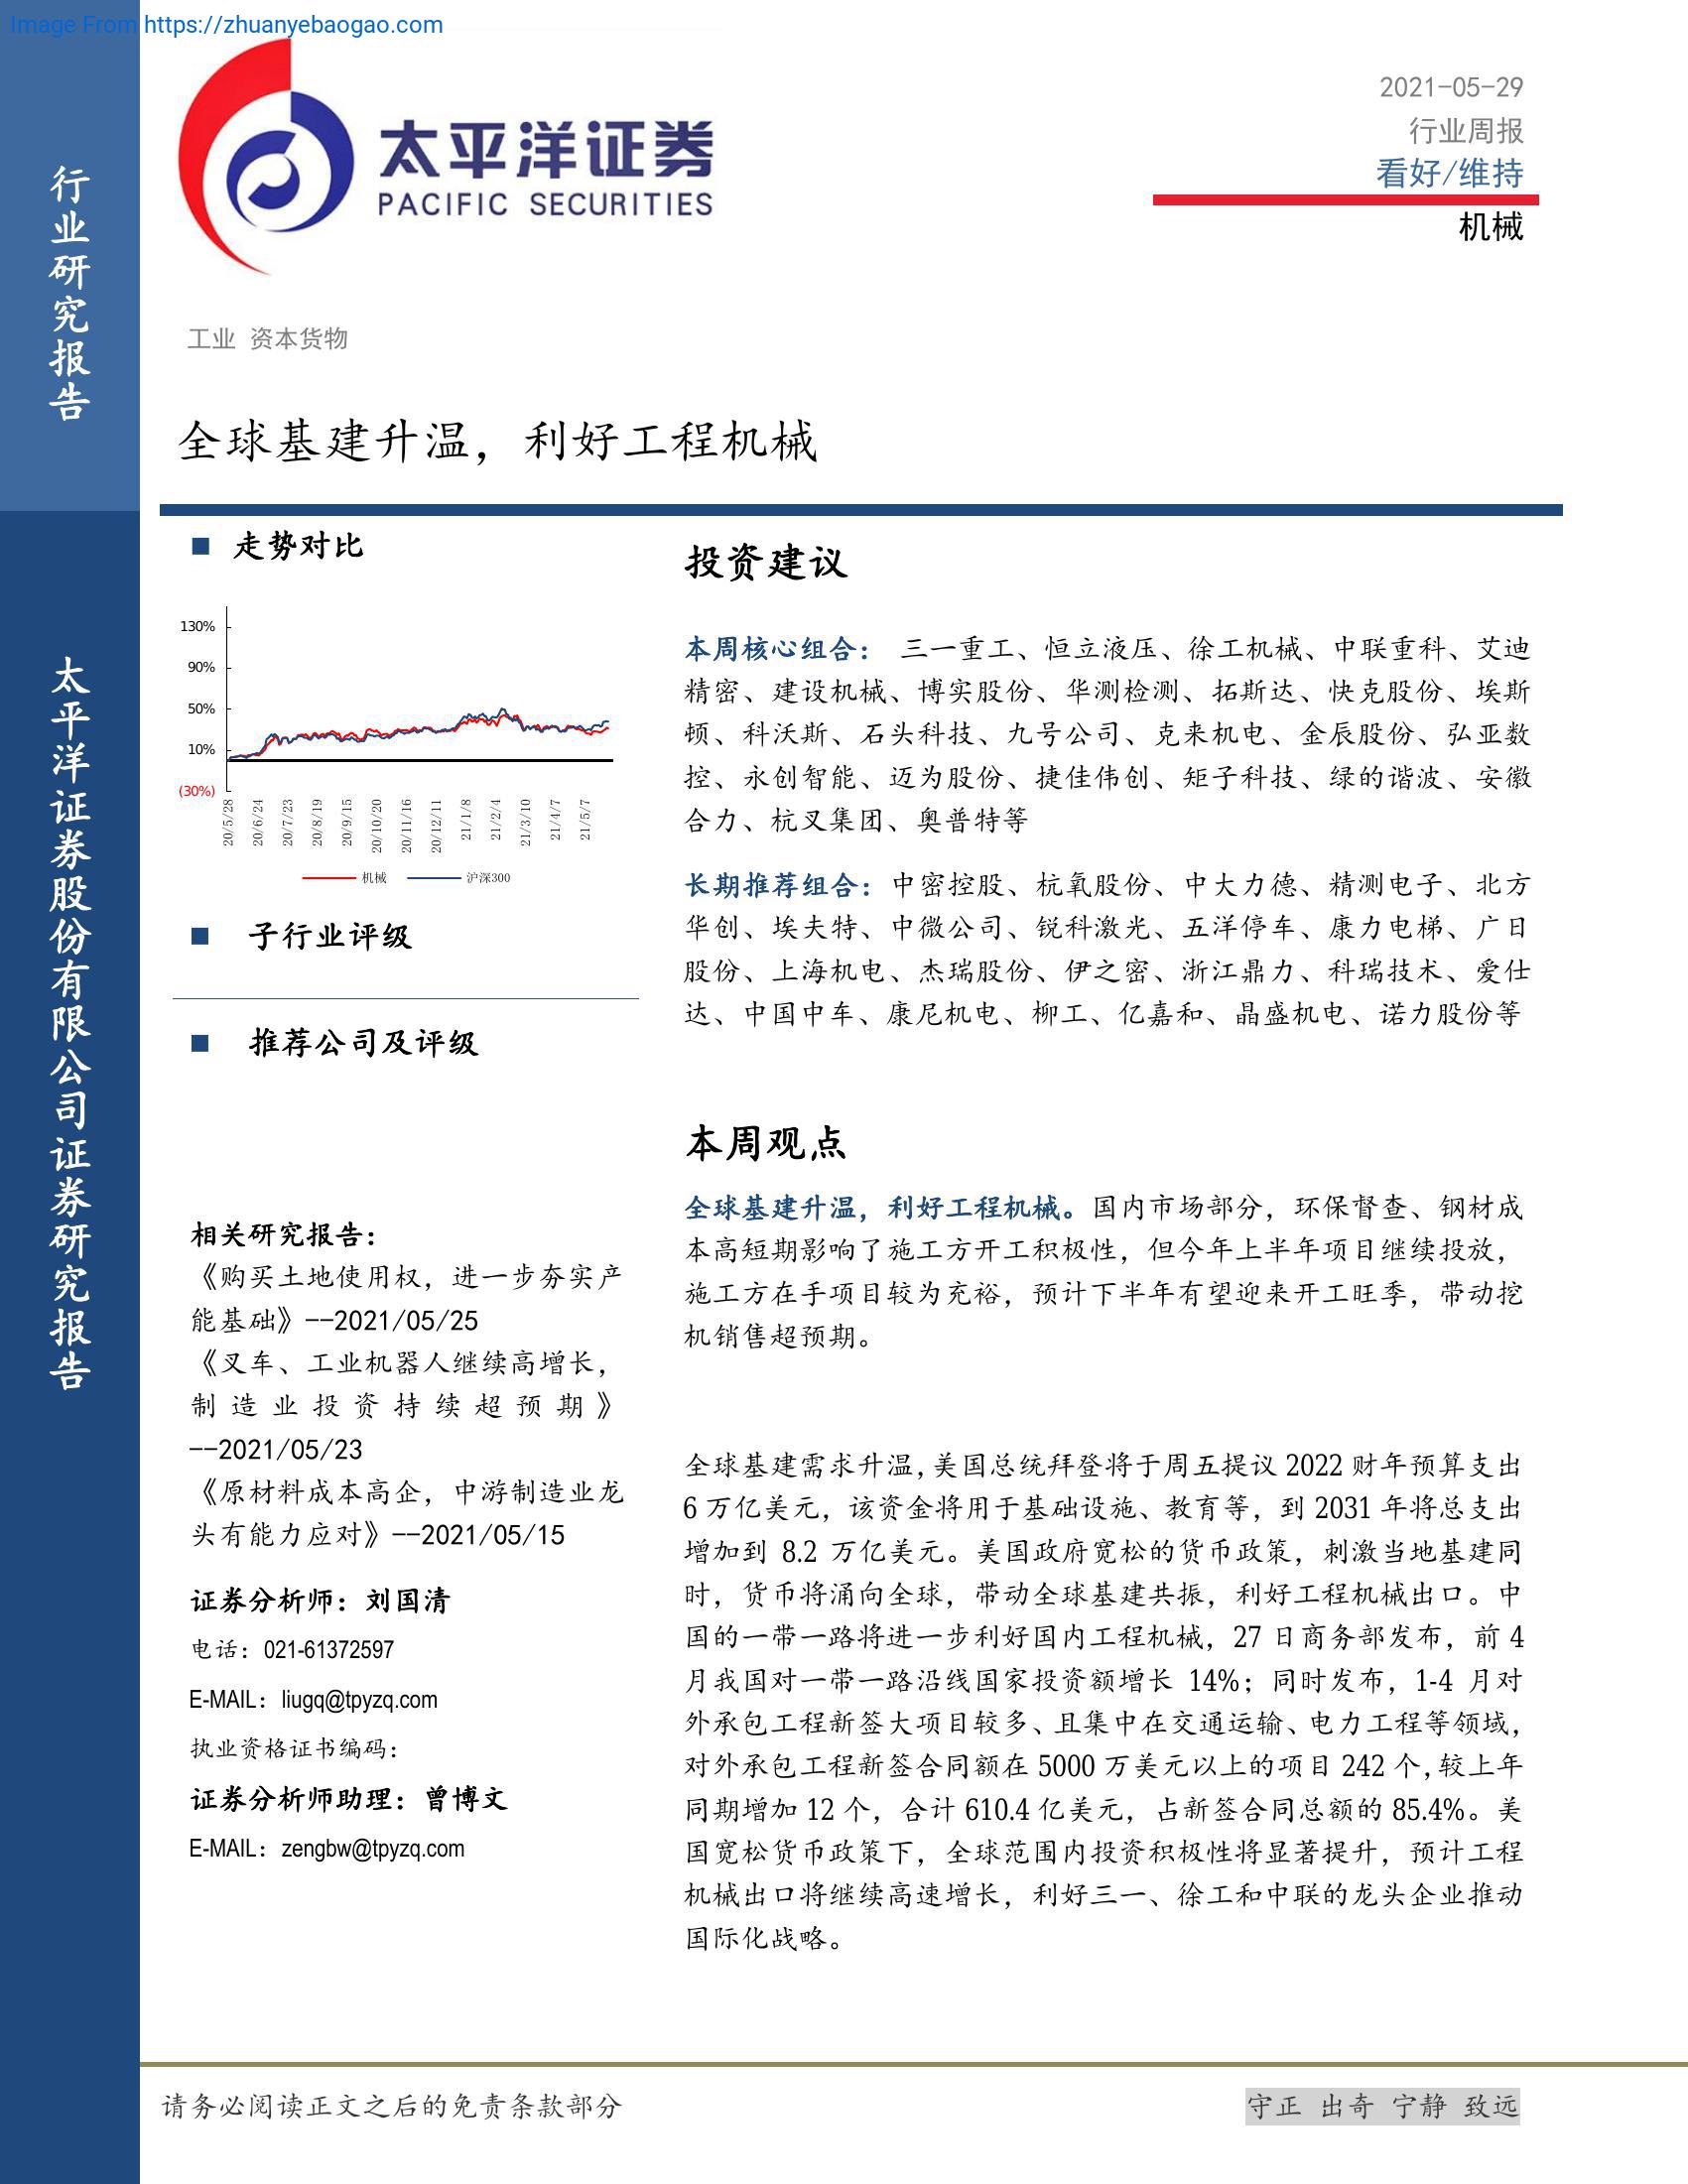 Image From https://zhuanyebaogao.com
行业研究报告
太平洋证券股份有限公司证券研究报告
太平洋证券
PACIFIC SECURITIES
2021-05-29
行业周报
看好/维持
机械
工业 资本货物
全球基建升温，利好工程机械
■ 走势对比
130%
90%
50%
10%
(30%)
20/5/28
20/6/24
20/7/23
20/8/19
20/9/15
20/10/20
20/11/16
20/12/11
21/1/8
21/2/4
21/3/10
21/4/7
21/5/7
机械 沪深300
■ 子行业评级
■ 推荐公司及评级
相关研究报告：
《购买土地使用权，进一步夯实产
能基础》--2021/05/25
《叉车、工业机器人继续高增长，
制造业投资持续超预期》
--2021/05/23
《原材料成本高企，中游制造业龙
头有能力应对》--2021/05/15
证券分析师：刘国清
电话：021-61372597
E-MAIL：liugq@tpyzq.com
执业资格证书编码：
证券分析师助理：曾博文
E-MAIL：zengbw@tpyzq.com
投资建议
本周核心组合： 三一重工、恒立液压、徐工机械、中联重科、艾迪
精密、建设机械、博实股份、华测检测、拓斯达、快克股份、埃斯
顿、科沃斯、石头科技、九号公司、克来机电、金辰股份、弘亚数
控、永创智能、迈为股份、捷佳伟创、矩子科技、绿的谐波、安徽
合力、杭叉集团、奥普特等
长期推荐组合：中密控股、杭氧股份、中大力德、精测电子、北方
华创、埃夫特、中微公司、锐科激光、五洋停车、康力电梯、广日
股份、上海机电、杰瑞股份、伊之密、浙江鼎力、科瑞技术、爱仕
达、中国中车、康尼机电、柳工、亿嘉和、晶盛机电、诺力股份等
本周观点
全球基建升温，利好工程机械。国内市场部分，环保督查、钢材成
本高短期影响了施工方开工积极性，但今年上半年项目继续投放，
施工方在手项目较为充裕，预计下半年有望迎来开工旺季，带动挖
机销售超预期。
全球基建需求升温，美国总统拜登将于周五提议 2022 财年预算支出
6 万亿美元，该资金将用于基础设施、教育等，到 2031 年将总支出
增加到 8.2 万亿美元。美国政府宽松的货币政策，刺激当地基建同
时，货币将涌向全球，带动全球基建共振，利好工程机械出口。中
国的一带一路将进一步利好国内工程机械，27 日商务部发布，前 4
月我国对一带一路沿线国家投资额增长 14%；同时发布，1-4 月对
外承包工程新签大项目较多、且集中在交通运输、电力工程等领域，
对外承包工程新签合同额在 5000 万美元以上的项目 242 个，较上年
同期增加 12 个，合计 610.4 亿美元，占新签合同总额的 85.4%。美
国宽松货币政策下，全球范围内投资积极性将显著提升，预计工程
机械出口将继续高速增长，利好三一、徐工和中联的龙头企业推动
国际化战略。
请务必阅读正文之后的免责条款部分
守正 出奇 宁静 致远